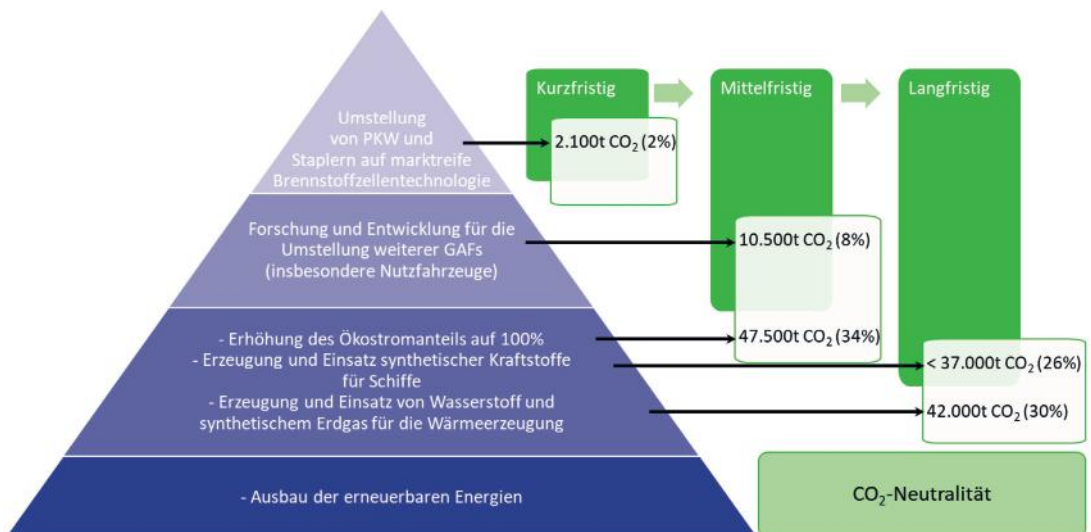 Kurzfristig
Mittelfristig
Langfristig
Umstellung
von PKW und
Staplern auf marktreife
Brennstoffzellentechnologie
2.100t CO₂ (2%)
Forschung und Entwicklung für die
Umstellung weiterer GAFs
(insbesondere Nutzfahrzeuge)
10.500t CO₂ (8%)
- Erhöhung des Ökostromanteils auf 100%
- Erzeugung und Einsatz synthetischer Kraftstoffe
für Schiffe
- Erzeugung und Einsatz von Wasserstoff und
synthetischem Erdgas für die Wärmeerzeugung
47.500t CO₂ (34%)
< 37.000t CO₂ (26%)
42.000t CO₂ (30%)
- Ausbau der erneuerbaren Energien
CO₂-Neutralität